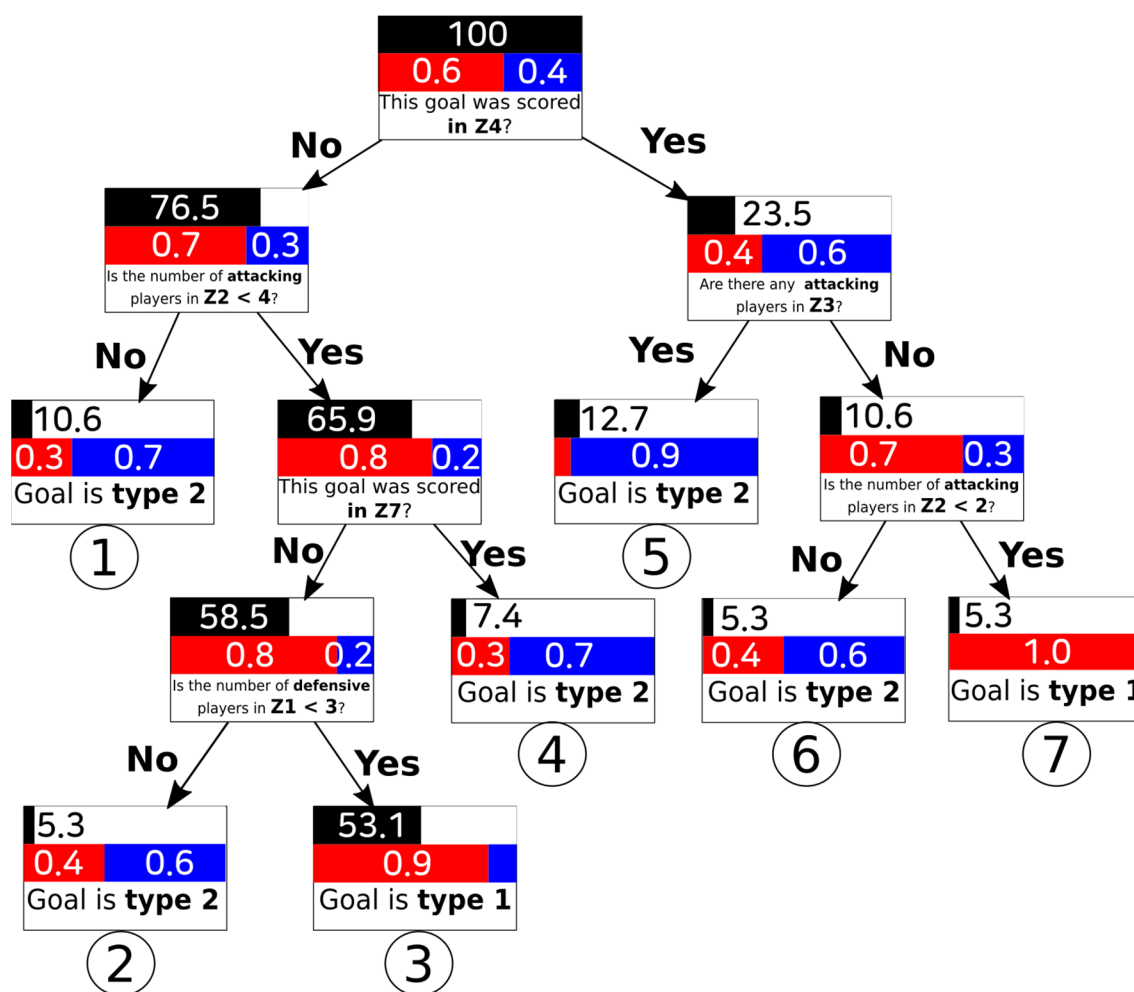 100
0.6 0.4
This goal was scored
in Z4?
No
Yes
76.5
0.7 0.3
Is the number of attacking
players in Z2 < 4?
23.5
0.4 0.6
Are there any attacking
players in Z3?
No
Yes
Yes
No
10.6
0.3 0.7
Goal is type 2
1
65.9
0.8 0.2
This goal was scored
in Z7?
12.7
0.9
Goal is type 2
5
10.6
0.7 0.3
Is the number of attacking
players in Z2 < 2?
No
Yes
No
Yes
58.5
0.8 0.2
Is the number of defensive
players in Z1 < 3?
7.4
0.3 0.7
Goal is type 2
4
5.3
0.4 0.6
Goal is type 2
6
5.3
1.0
Goal is type 1
7
No
Yes
5.3
0.4 0.6
Goal is type 2
2
53.1
0.9
Goal is type 1
3